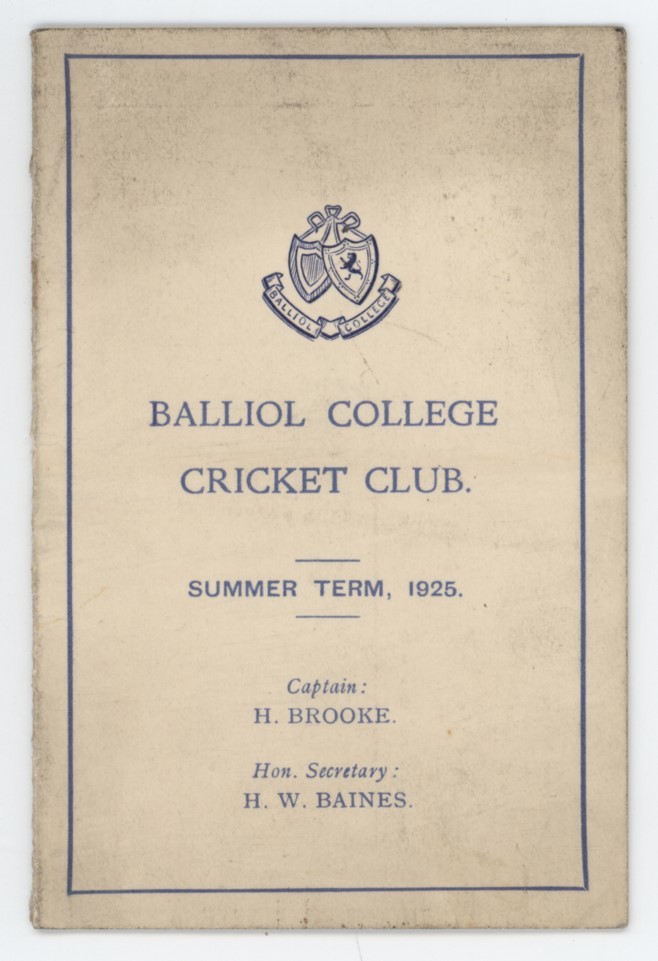 BALLIOL COLLEGE
BALLIOL COLLEGE
CRICKET CLUB.
SUMMER TERM, 1925.
Captain:
H. BROOKE.
Hon. Secretary:
H. W. BAINES.